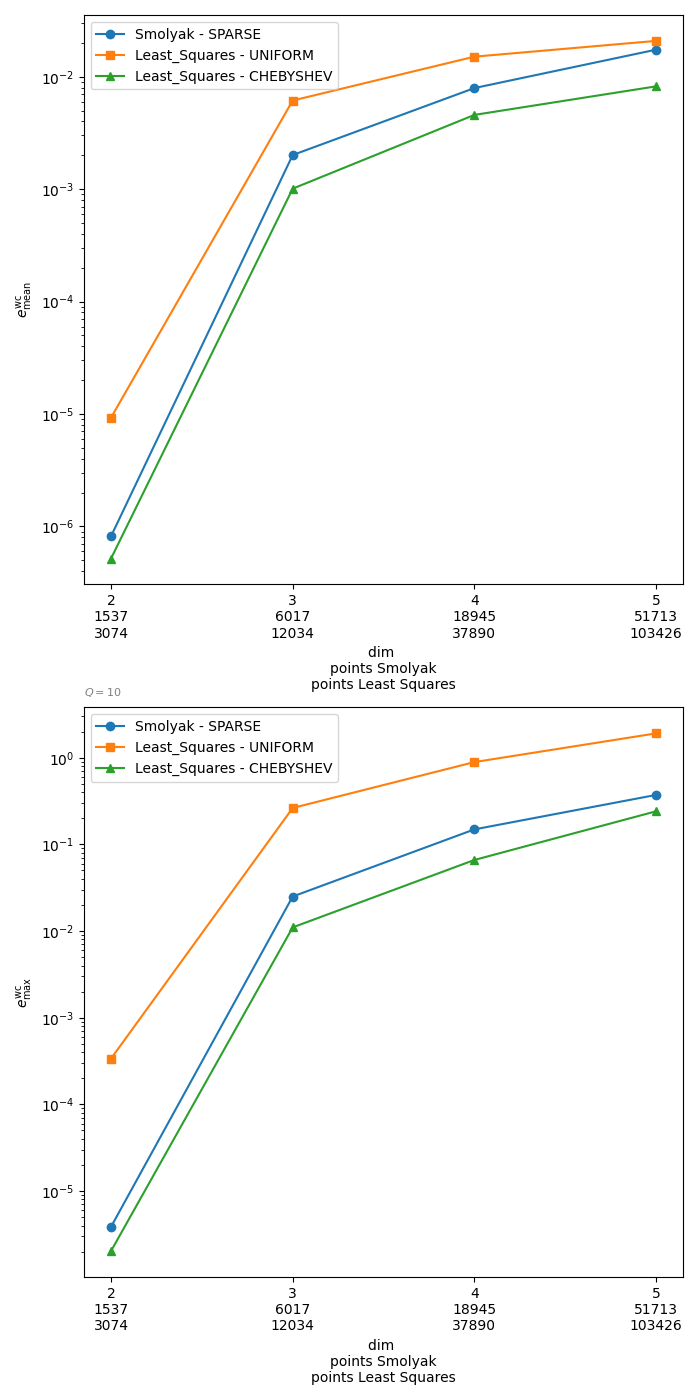 Smolyak - SPARSE
Least_Squares - UNIFORM
Least_Squares - CHEBYSHEV
10⁻²
10⁻³
10⁻⁴
10⁻⁵
10⁻⁶
e^wc_mean
2 3 4 5
1537 6017 18945 51713
3074 12034 37890 103426
dim
points Smolyak
points Least Squares
Q = 10
Smolyak - SPARSE
Least_Squares - UNIFORM
Least_Squares - CHEBYSHEV
10⁰
10⁻¹
10⁻²
10⁻³
10⁻⁴
10⁻⁵
e^wc_max
2 3 4 5
1537 6017 18945 51713
3074 12034 37890 103426
dim
points Smolyak
points Least Squares